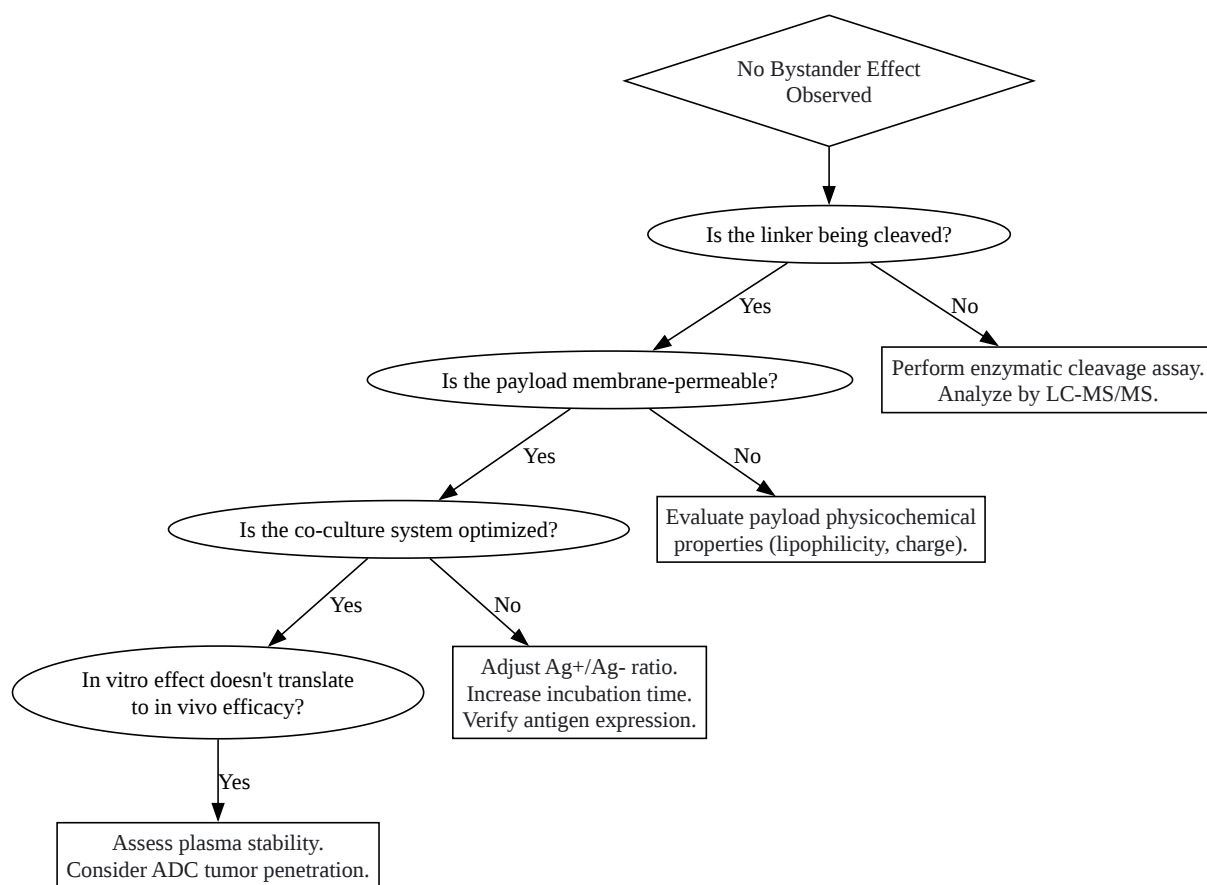 No Bystander Effect
Observed
Is the linker being cleaved?
Yes
No
Is the payload membrane-permeable?
Perform enzymatic cleavage assay.
Analyze by LC-MS/MS.
Yes
No
Is the co-culture system optimized?
Evaluate payload physicochemical
properties (lipophilicity, charge).
Yes
No
In vitro effect doesn't translate
to in vivo efficacy?
Adjust Ag+/Ag- ratio.
Increase incubation time.
Verify antigen expression.
Yes
Assess plasma stability.
Consider ADC tumor penetration.